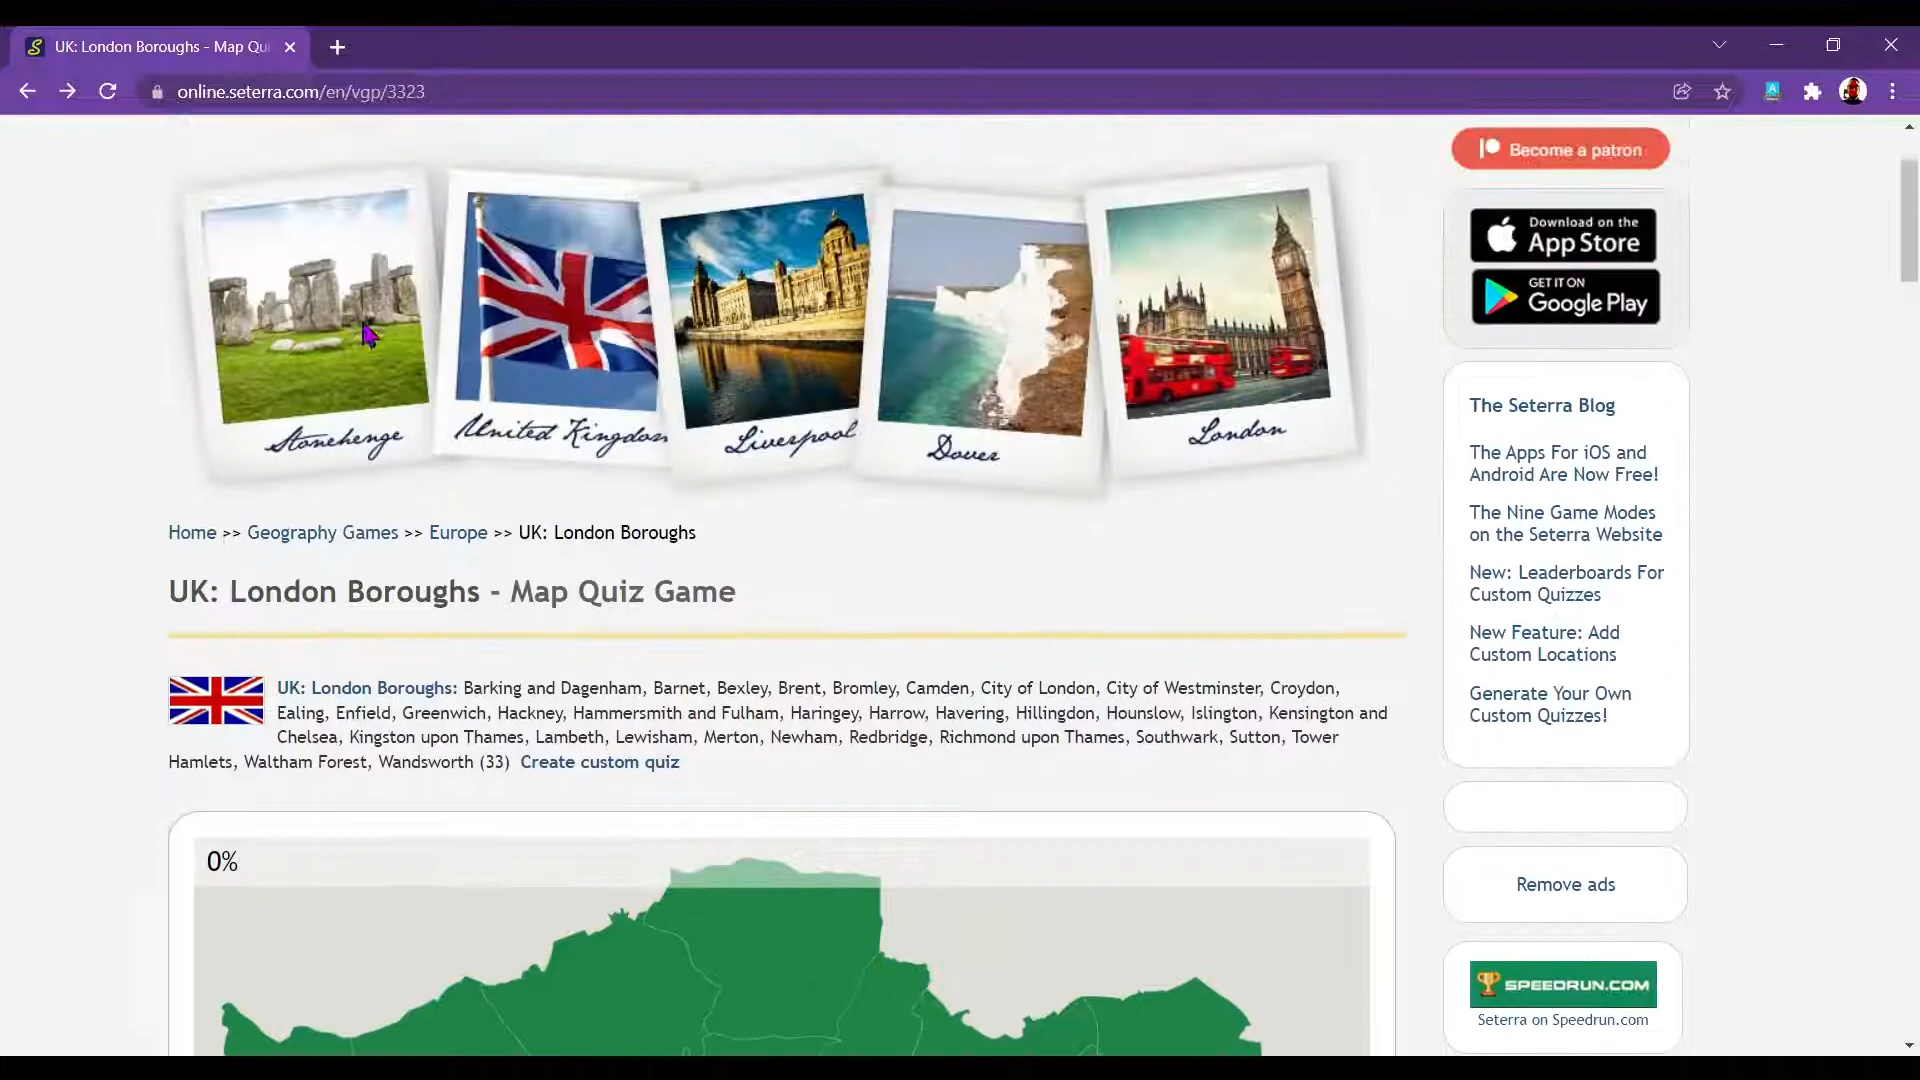 UK: London Boroughs - Map Qu
online.seterra.com/en/vgp/3323
Become a patron
Download on the
App Store
GET IT ON
Google Play
Stonehenge
United Kingdom
Liverpool
Dover
London
The Seterra Blog
The Apps For iOS and
Android Are Now Free!
The Nine Game Modes
on the Seterra Website
New: Leaderboards For
Custom Quizzes
New Feature: Add
Custom Locations
Generate Your Own
Custom Quizzes!
Home >> Geography Games >> Europe >> UK: London Boroughs
UK: London Boroughs - Map Quiz Game
UK: London Boroughs: Barking and Dagenham, Barnet, Bexley, Brent, Bromley, Camden, City of London, City of Westminster, Croydon,
Ealing, Enfield, Greenwich, Hackney, Hammersmith and Fulham, Haringey, Harrow, Havering, Hillingdon, Hounslow, Islington, Kensington and
Chelsea, Kingston upon Thames, Lambeth, Lewisham, Merton, Newham, Redbridge, Richmond upon Thames, Southwark, Sutton, Tower
Hamlets, Waltham Forest, Wandsworth (33) Create custom quiz
0%
Remove ads
SPEEDRUN.COM
Seterra on Speedrun.com